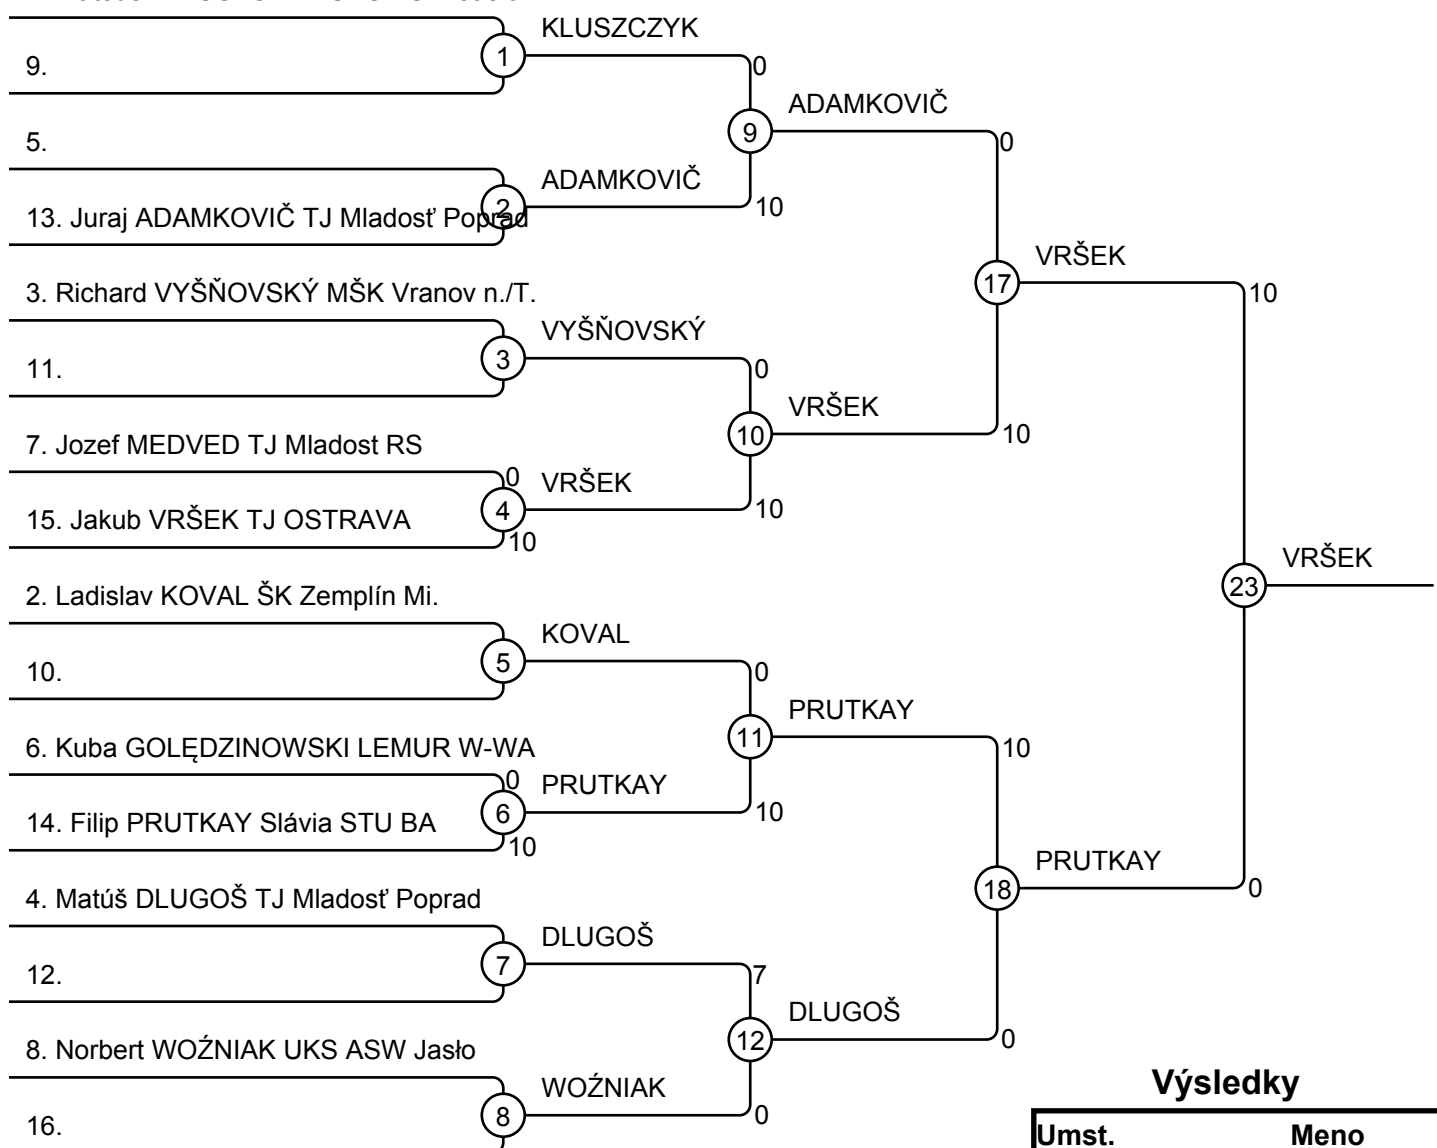 KLUSZCZYK
9.
1
0
ADAMKOVIČ
5.
9
0
ADAMKOVIČ
2
10
13. Juraj ADAMKOVIČ TJ Mladosť Poprad
VRŠEK
17
10
3. Richard VYŠŇOVSKÝ MŠK Vranov n./T.
VYŠŇOVSKÝ
3
0
11.
VRŠEK
10
10
7. Jozef MEDVED TJ Mladost RS
0
VRŠEK
4
10
15. Jakub VRŠEK TJ OSTRAVA
10
VRŠEK
23
2. Ladislav KOVAL ŠK Zemplín Mi.
KOVAL
5
0
10.
PRUTKAY
11
10
6. Kuba GOLĘDZINOWSKI LEMUR W-WA
0
PRUTKAY
6
10
14. Filip PRUTKAY Slávia STU BA
10
PRUTKAY
18
0
4. Matúš DLUGOŠ TJ Mladosť Poprad
DLUGOŠ
7
7
12.
DLUGOŠ
12
0
8. Norbert WOŹNIAK UKS ASW Jasło
WOŹNIAK
8
0
16.
Výsledky
Umst. Meno